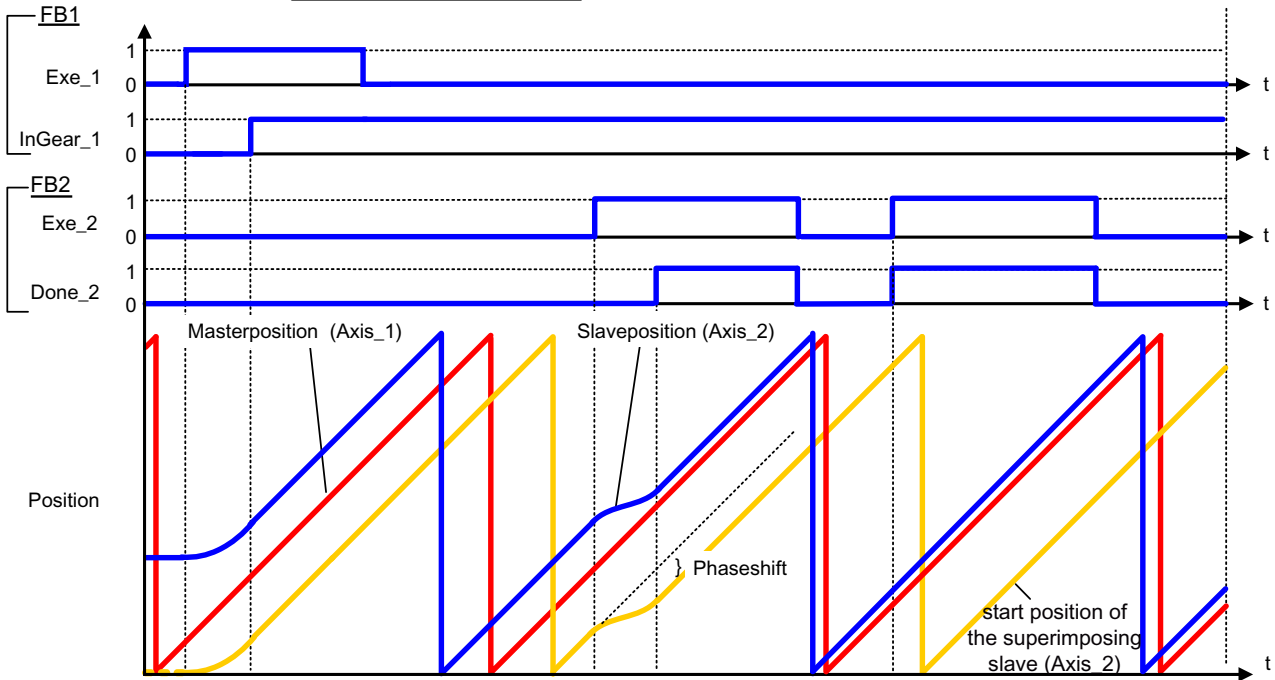 FB1
1
Exe_1
0
t
1
InGear_1
0
t
FB2
1
Exe_2
0
t
1
Done_2
0
t
Masterposition (Axis_1)
Slaveposition (Axis_2)
Position
} Phaseshift
start position of
the superimposing
slave (Axis_2)
t